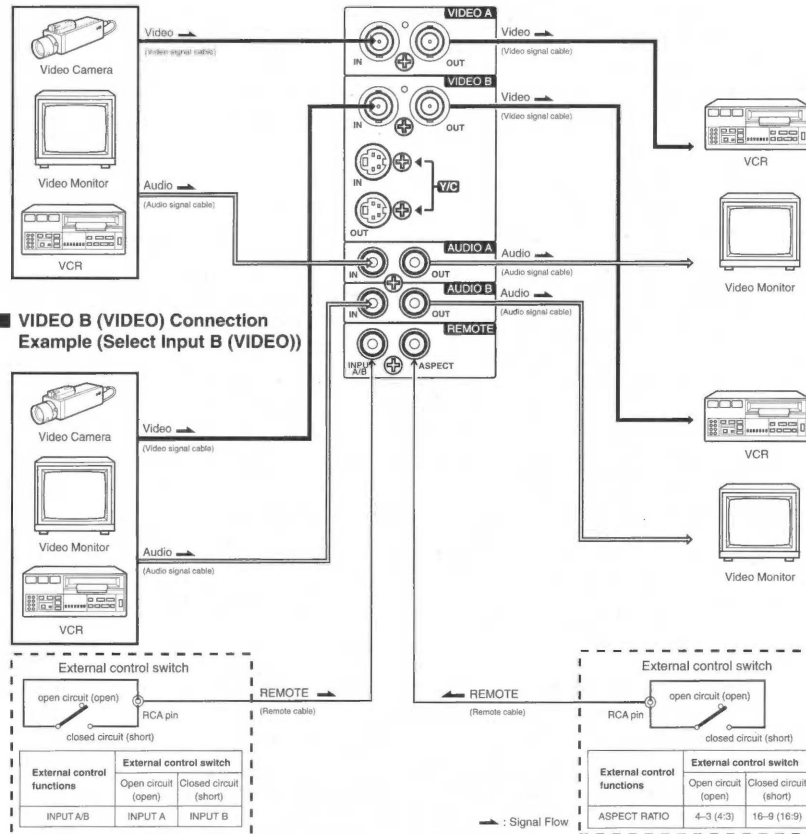 VIDEO A
Video
(Video signal cable)
IN
OUT
Video
(Video signal cable)
Video Camera
VIDEO B
IN
OUT
Video
(Video signal cable)
VCR
Video Monitor
IN
Y/C
OUT
Audio
(Audio signal cable)
VCR
AUDIO A
IN
OUT
Audio
(Audio signal cable)
Video Monitor
AUDIO B
IN
OUT
Audio
(Audio signal cable)
REMOTE
INPUT A/B
ASPECT
■ VIDEO B (VIDEO) Connection
Example (Select Input B (VIDEO))
Video Camera
Video
(Video signal cable)
Video Monitor
Audio
(Audio signal cable)
VCR
VCR
Video Monitor
External control switch
open circuit (open)
RCA pin
closed circuit (short)
REMOTE
(Remote cable)
External control functions
External control switch
Open circuit (open)
Closed circuit (short)
INPUT A/B
INPUT A
INPUT B
REMOTE
(Remote cable)
External control switch
open circuit (open)
RCA pin
closed circuit (short)
External control functions
External control switch
Open circuit (open)
Closed circuit (short)
ASPECT RATIO
4–3 (4:3)
16–9 (16:9)
: Signal Flow